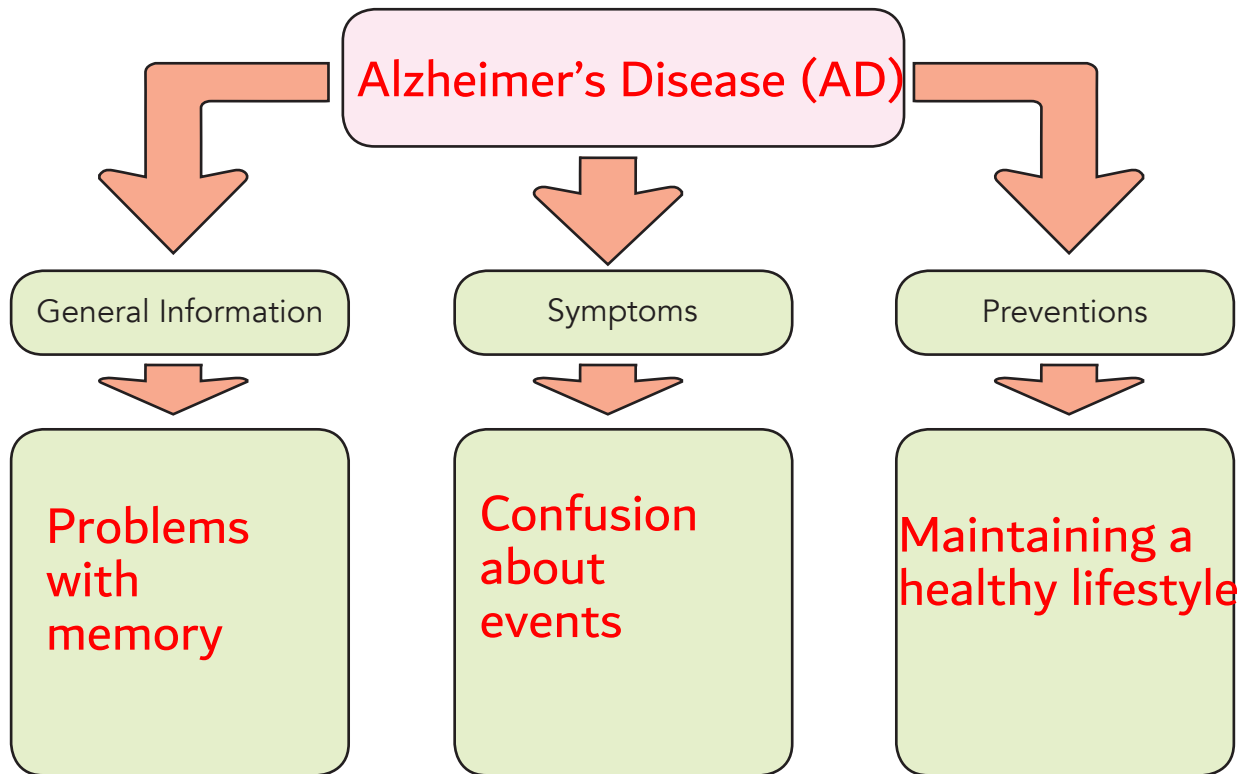 Alzheimer’s Disease (AD)
General Information
Symptoms
Preventions
Problems
with
memory
Confusion
about
events
Maintaining a
healthy lifestyle